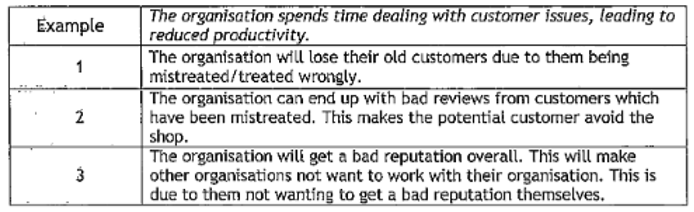 Example
The organisation spends time dealing with customer issues, leading to
reduced productivity.
1
The organisation will lose their old customers due to them being
mistreated/treated wrongly.
2
The organisation can end up with bad reviews from customers which
have been mistreated. This makes the potential customer avoid the
shop.
3
The organisation will get a bad reputation overall. This will make
other organisations not want to work with their organisation. This is
due to them not wanting to get a bad reputation themselves.